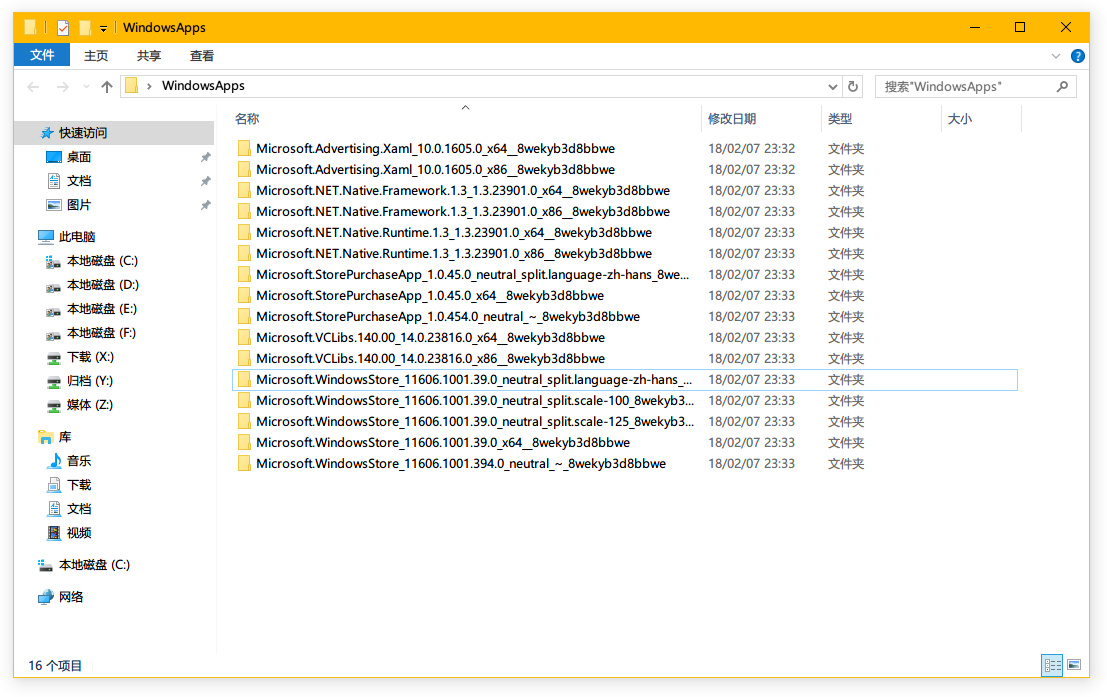 WindowsApps
文件 主页 共享 查看
WindowsApps 搜索"WindowsApps"
名称 修改日期 类型 大小
快速访问
桌面
文档
图片
此电脑
本地磁盘 (C:)
本地磁盘 (D:)
本地磁盘 (E:)
本地磁盘 (F:)
下载 (X:)
归档 (Y:)
媒体 (Z:)
库
音乐
下载
文档
视频
本地磁盘 (C:)
网络
Microsoft.Advertising.Xaml_10.0.1605.0_x64__8wekyb3d8bbwe 18/02/07 23:32 文件夹
Microsoft.Advertising.Xaml_10.0.1605.0_x86__8wekyb3d8bbwe 18/02/07 23:32 文件夹
Microsoft.NET.Native.Framework.1.3_1.3.23901.0_x64__8wekyb3d8bbwe 18/02/07 23:33 文件夹
Microsoft.NET.Native.Framework.1.3_1.3.23901.0_x86__8wekyb3d8bbwe 18/02/07 23:33 文件夹
Microsoft.NET.Native.Runtime.1.3_1.3.23901.0_x64__8wekyb3d8bbwe 18/02/07 23:33 文件夹
Microsoft.NET.Native.Runtime.1.3_1.3.23901.0_x86__8wekyb3d8bbwe 18/02/07 23:33 文件夹
Microsoft.StorePurchaseApp_1.0.45.0_neutral_split.language-zh-hans_8we... 18/02/07 23:33 文件夹
Microsoft.StorePurchaseApp_1.0.45.0_x64__8wekyb3d8bbwe 18/02/07 23:33 文件夹
Microsoft.StorePurchaseApp_1.0.454.0_neutral_~_8wekyb3d8bbwe 18/02/07 23:33 文件夹
Microsoft.VCLibs.140.00_14.0.23816.0_x64__8wekyb3d8bbwe 18/02/07 23:33 文件夹
Microsoft.VCLibs.140.00_14.0.23816.0_x86__8wekyb3d8bbwe 18/02/07 23:33 文件夹
Microsoft.WindowsStore_11606.1001.39.0_neutral_split.language-zh-hans_... 18/02/07 23:33 文件夹
Microsoft.WindowsStore_11606.1001.39.0_neutral_split.scale-100_8wekyb3... 18/02/07 23:33 文件夹
Microsoft.WindowsStore_11606.1001.39.0_neutral_split.scale-125_8wekyb3... 18/02/07 23:33 文件夹
Microsoft.WindowsStore_11606.1001.39.0_x64__8wekyb3d8bbwe 18/02/07 23:33 文件夹
Microsoft.WindowsStore_11606.1001.394.0_neutral_~_8wekyb3d8bbwe 18/02/07 23:33 文件夹
16 个项目